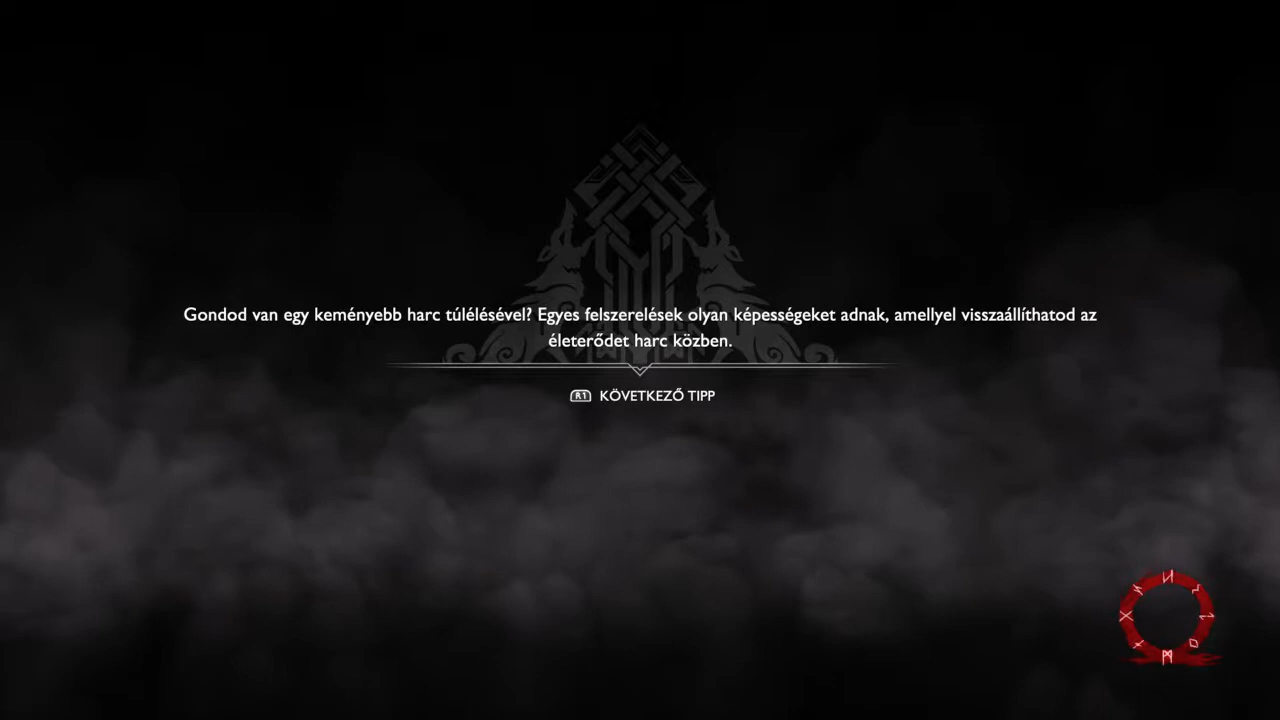 Gondod van egy keményebb harc túlélésével? Egyes felszerelések olyan képességeket adnak, amellyel visszaállíthatod az
életerődet harc közben.
R1 KÖVETKEZŐ TIPP